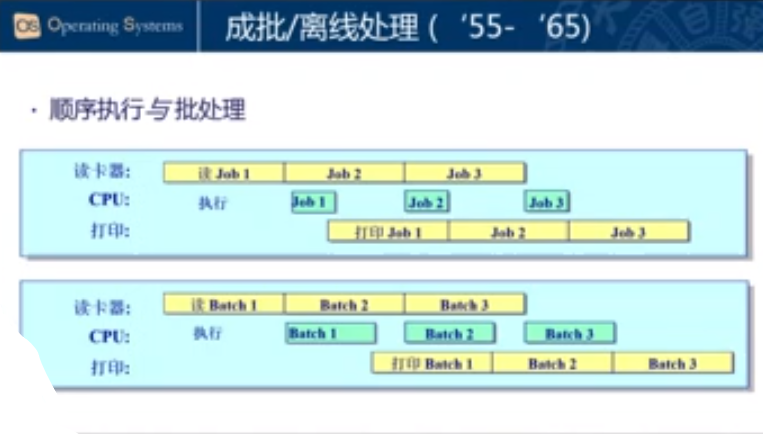 OS Operating Systems
成批/离线处理（ ‘55- ‘65)
· 顺序执行与批处理
读卡器: 读 Job 1 Job 2 Job 3
CPU: 执行 Job 1 Job 2 Job 3
打印: 打印 Job 1 Job 2 Job 3
读卡器: 读 Batch 1 Batch 2 Batch 3
CPU: 执行 Batch 1 Batch 2 Batch 3
打印: 打印 Batch 1 Batch 2 Batch 3